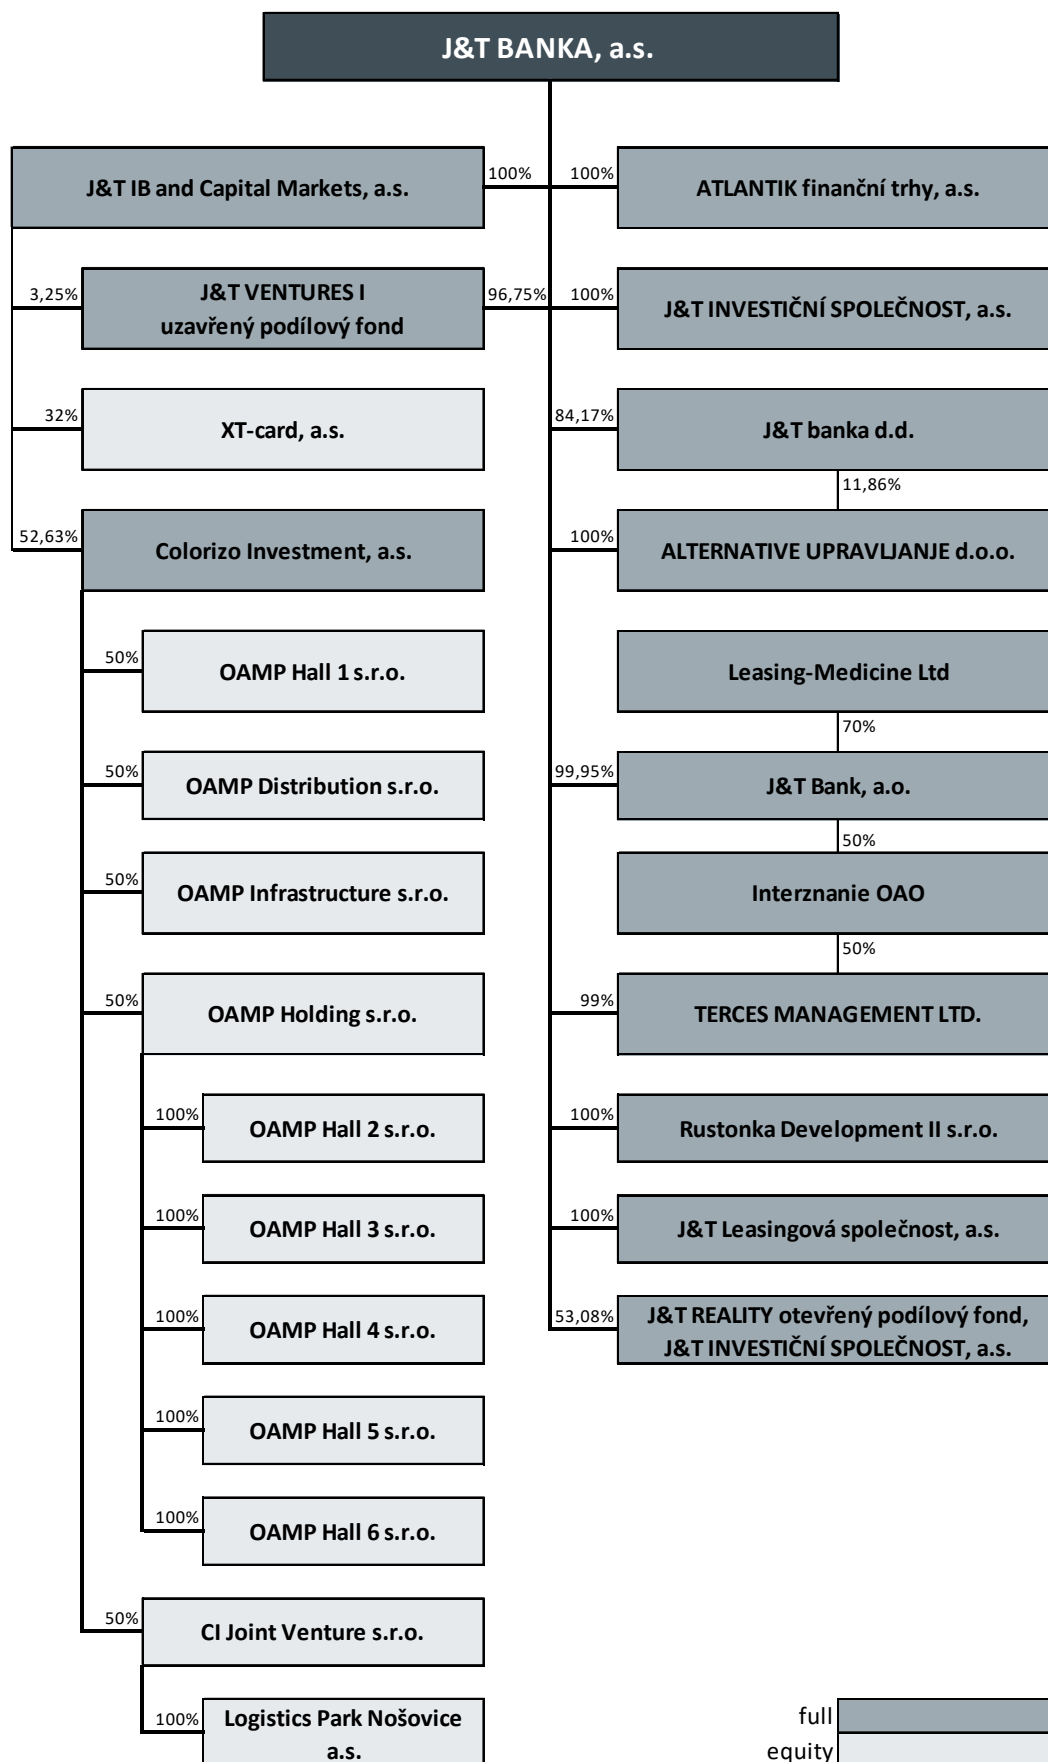 J&T BANKA, a.s.
J&T IB and Capital Markets, a.s.
100%
100%
ATLANTIK finanční trhy, a.s.
3,25%
J&T VENTURES I
uzavřený podílový fond
96,75%
100%
J&T INVESTIČNÍ SPOLEČNOST, a.s.
32%
XT-card, a.s.
84,17%
J&T banka d.d.
11,86%
52,63%
Colorizo Investment, a.s.
100%
ALTERNATIVE UPRAVLJANJE d.o.o.
50%
OAMP Hall 1 s.r.o.
Leasing-Medicine Ltd
70%
50%
OAMP Distribution s.r.o.
99,95%
J&T Bank, a.o.
50%
50%
OAMP Infrastructure s.r.o.
Interznanie OAO
50%
50%
OAMP Holding s.r.o.
99%
TERCES MANAGEMENT LTD.
100%
OAMP Hall 2 s.r.o.
100%
Rustonka Development II s.r.o.
100%
OAMP Hall 3 s.r.o.
100%
J&T Leasingová společnost, a.s.
100%
OAMP Hall 4 s.r.o.
53,08%
J&T REALITY otevřený podílový fond,
J&T INVESTIČNÍ SPOLEČNOST, a.s.
100%
OAMP Hall 5 s.r.o.
100%
OAMP Hall 6 s.r.o.
50%
CI Joint Venture s.r.o.
100%
Logistics Park Nošovice
a.s.
full
equity